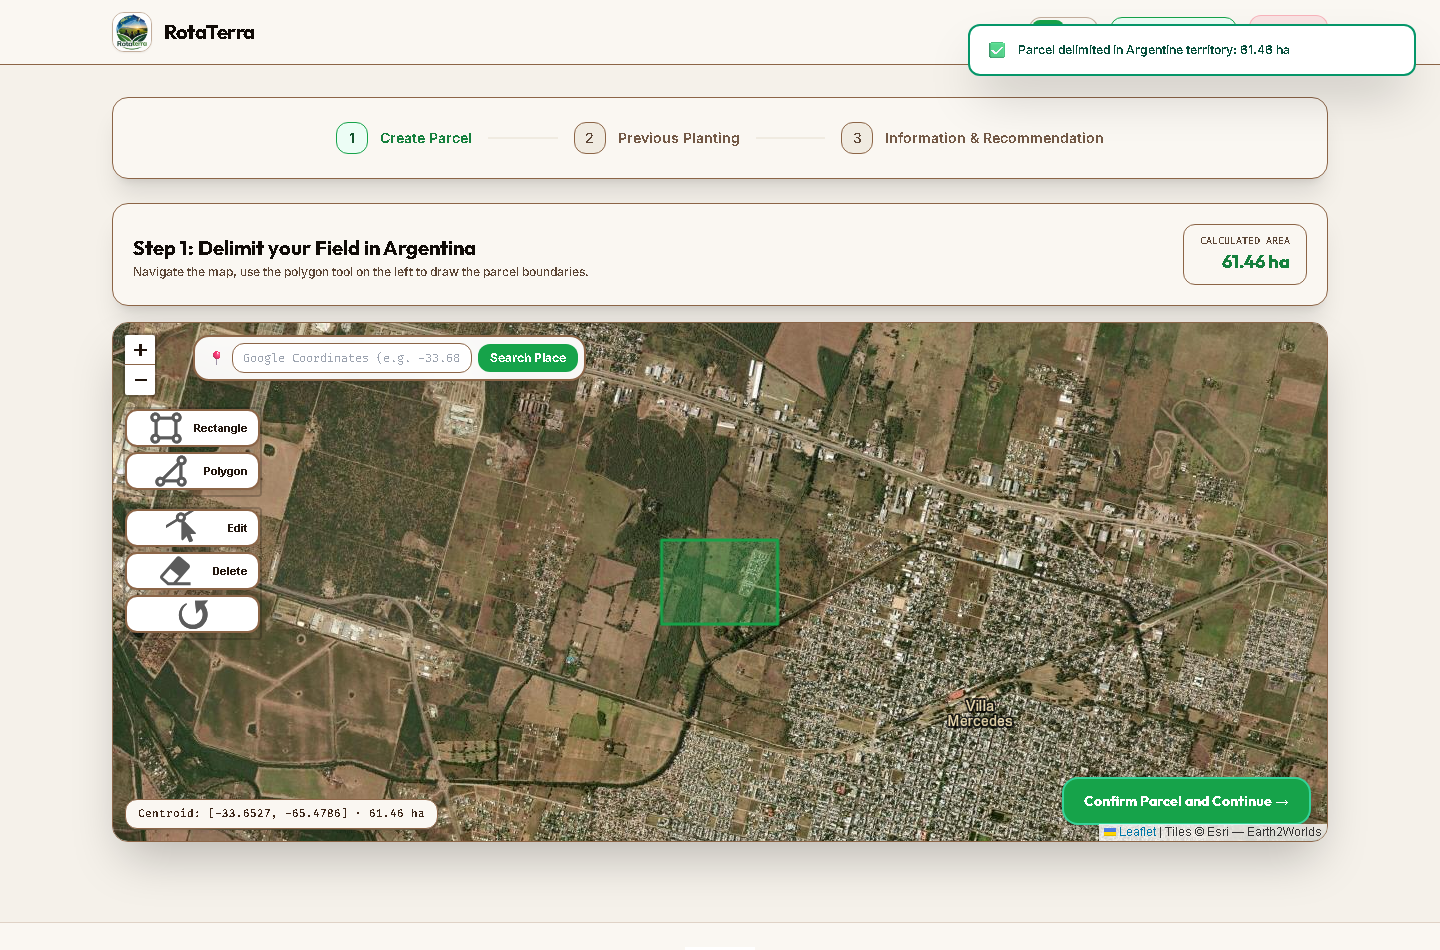 RotaTerra
Parcel delimited in Argentine territory: 61.46 ha
1 Create Parcel
2 Previous Planting
3 Information & Recommendation
Step 1: Delimit your Field in Argentina
Navigate the map, use the polygon tool on the left to draw the parcel boundaries.
CALCULATED AREA
61.46 ha
+
Google Coordinates (e.g. -33.68
Search Place
−
Rectangle
Polygon
Edit
Delete
Villa
Mercedes
Confirm Parcel and Continue →
Centroid: [-33.6527, -65.4786] · 61.46 ha
Leaflet | Tiles © Esri — Earth2Worlds